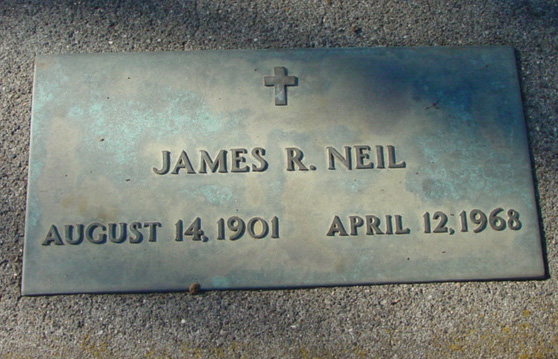 JAMES R. NEIL
AUGUST 14, 1901 APRIL 12, 1968